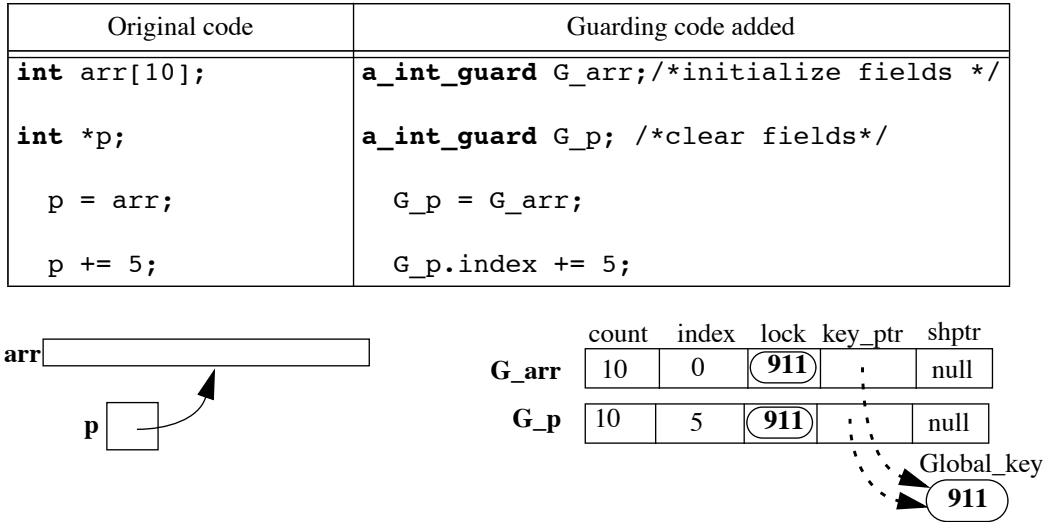 Original code Guarding code added
int arr[10]; a_int_guard G_arr;/*initialize fields */
int *p; a_int_guard G_p; /*clear fields*/
p = arr; G_p = G_arr;
p += 5; G_p.index += 5;
count index lock key_ptr shptr
arr G_arr 10 0 911 null
p G_p 10 5 911 null
Global_key
911